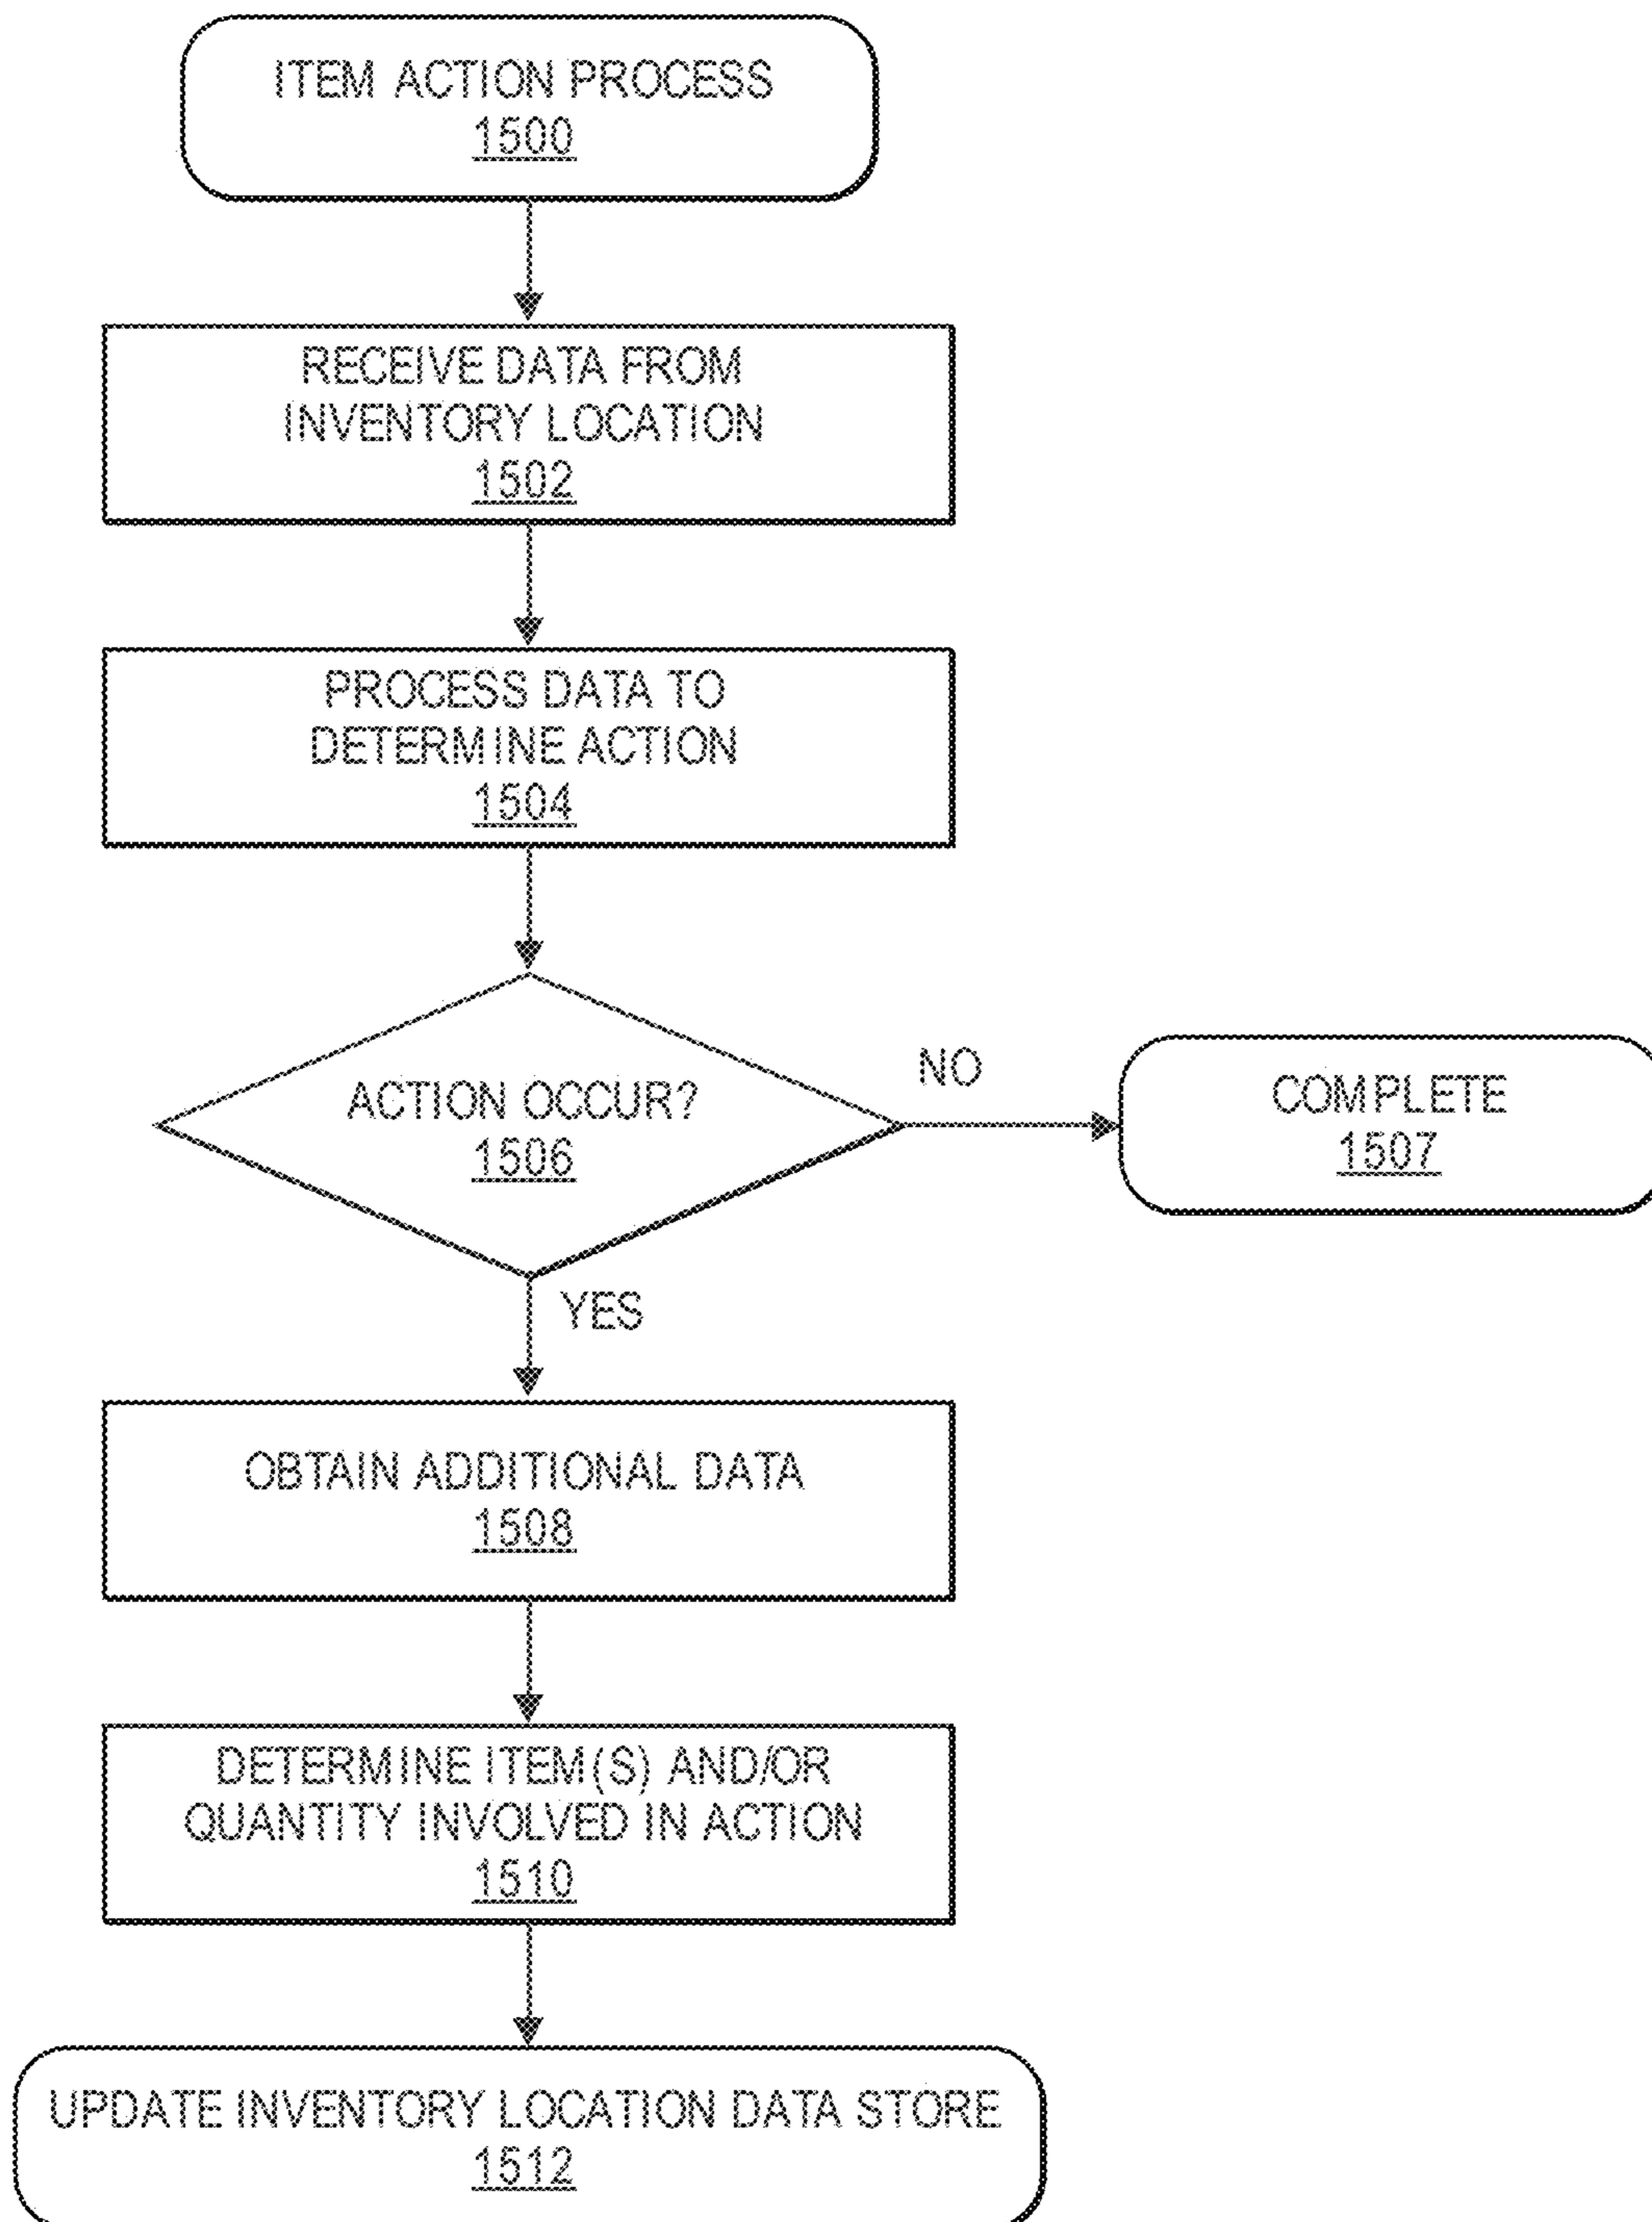 ITEM ACTION PROCESS
1500
RECEIVE DATA FROM
INVENTORY LOCATION
1502
PROCESS DATA TO
DETERMINE ACTION
1504
ACTION OCCUR?
1506
NO
COMPLETE
1507
YES
OBTAIN ADDITIONAL DATA
1508
DETERMINE ITEM(S) AND/OR
QUANTITY INVOLVED IN ACTION
1510
UPDATE INVENTORY LOCATION DATA STORE
1512